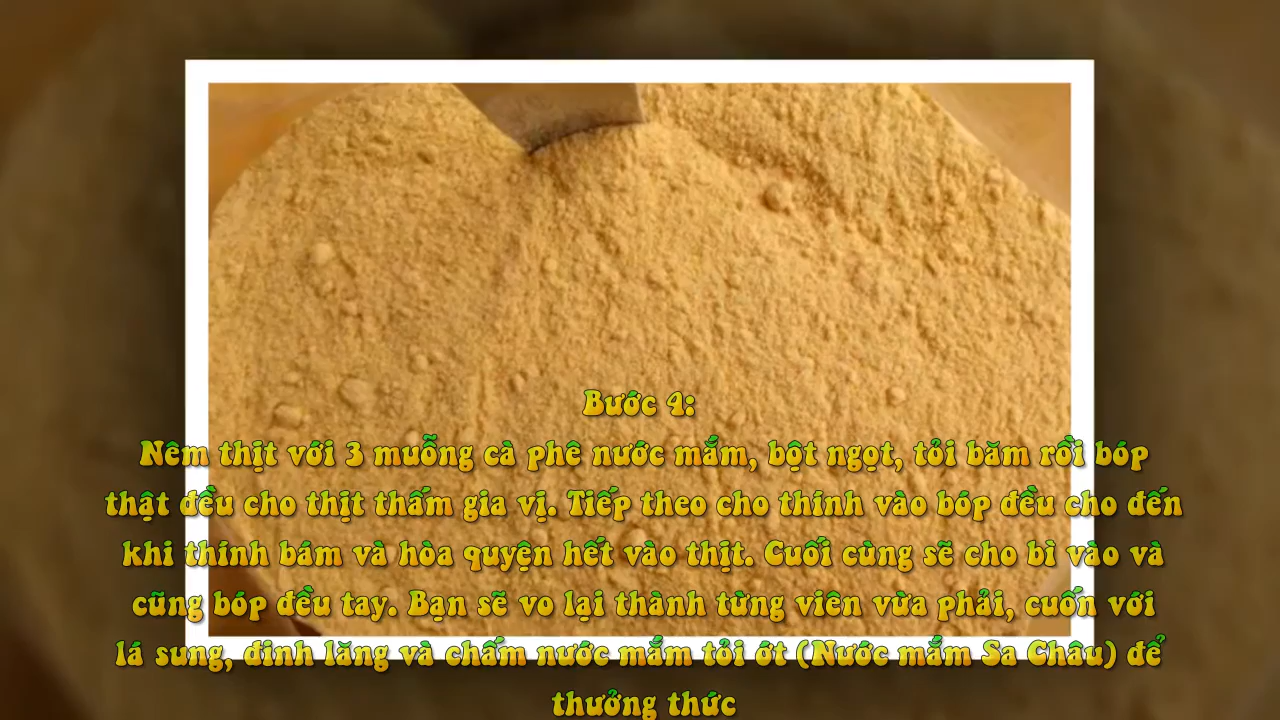 Bước 4:
Nêm thịt với 3 muỗng cà phê nước mắm, bột ngọt, tỏi băm rồi bóp
thật đều cho thịt thấm gia vị. Tiếp theo cho thính vào bóp đều cho đến
khi thính bám và hòa quyện hết vào thịt. Cuối cùng sẽ cho bì vào và
cũng bóp đều tay. Bạn sẽ vo lại thành từng viên vừa phải, cuốn với
lá sung, đinh lăng và chấm nước mắm tỏi ớt (Nước mắm Sa Châu) để
thưởng thức